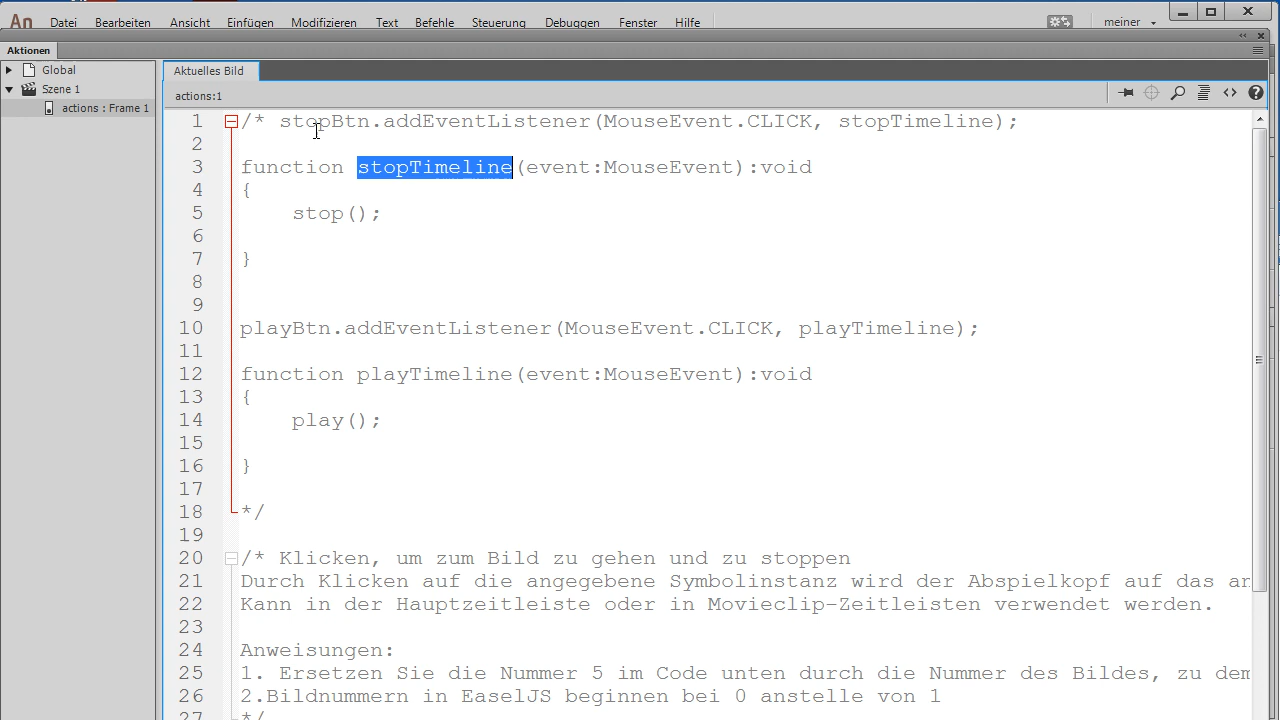 An Datei Bearbeiten Ansicht Einfügen Modifizieren Text Befehle Steuerung Debuggen Fenster Hilfe meiner
Aktionen
Global
Szene 1
actions : Frame 1
Aktuelles Bild
actions:1
1 /* stopBtn.addEventListener(MouseEvent.CLICK, stopTimeline);
2
3 function stopTimeline(event:MouseEvent):void
4 {
5 stop();
6
7 }
8
9
10 playBtn.addEventListener(MouseEvent.CLICK, playTimeline);
11
12 function playTimeline(event:MouseEvent):void
13 {
14 play();
15
16 }
17
18 */
19
20 /* Klicken, um zum Bild zu gehen und zu stoppen
21 Durch Klicken auf die angegebene Symbolinstanz wird der Abspielkopf auf das an
22 Kann in der Hauptzeitleiste oder in Movieclip-Zeitleisten verwendet werden.
23
24 Anweisungen:
25 1. Ersetzen Sie die Nummer 5 im Code unten durch die Nummer des Bildes, zu dem
26 2.Bildnummern in EaselJS beginnen bei 0 anstelle von 1
27 */